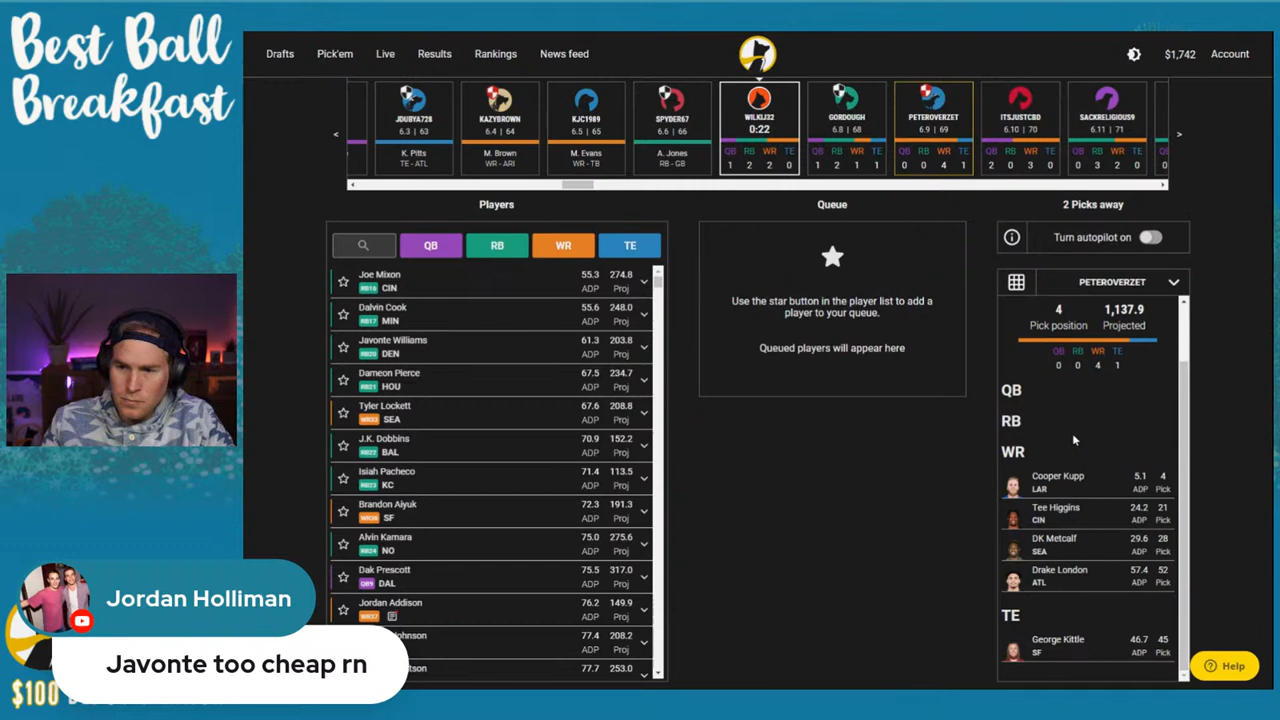 Best Ball
Breakfast
Drafts Pick'em Live Results Rankings News feed
$1,742 Account
JDUBYA728
6.3 | 63
K. Pitts
TE - ATL
KAZYBROWN
6.4 | 64
M. Brown
WR - ARI
KJC1989
6.5 | 65
M. Evans
WR - TB
SPYDER67
6.6 | 66
A. Jones
RB - GB
WILKIJ32
0:22
QB RB WR TE
1 2 2 0
GORDOUGH
6.8 | 68
QB RB WR TE
1 2 1 1
PETEROVERZET
6.9 | 69
QB RB WR TE
0 0 4 1
ITSJUSTCBD
6.10 | 70
QB RB WR TE
2 0 3 0
SACKRELIGIOUS9
6.11 | 71
QB RB WR TE
0 3 2 0
Players
QB RB WR TE
Joe Mixon 55.3 274.8
RB16 CIN ADP Proj
Dalvin Cook 55.6 248.0
RB17 MIN ADP Proj
Javonte Williams 61.3 203.8
RB20 DEN ADP Proj
Dameon Pierce 67.5 234.7
RB21 HOU ADP Proj
Tyler Lockett 67.6 208.8
SEA ADP Proj
J.K. Dobbins 70.9 152.2
RB22 BAL ADP Proj
Isiah Pacheco 71.4 113.5
RB23 KC ADP Proj
Brandon Aiyuk 72.3 191.3
SF ADP Proj
Alvin Kamara 75.0 275.6
RB24 NO ADP Proj
Dak Prescott 75.5 317.0
QB9 DAL ADP Proj
Jordan Addison 76.2 149.9
WR37 ADP Proj
Johnson 77.4 208.2
ADP Proj
77.7 253.0
Queue
Use the star button in the player list to add a
player to your queue.
Queued players will appear here
2 Picks away
Turn autopilot on
PETEROVERZET
4 1,137.9
Pick position Projected
QB RB WR TE
0 0 4 1
QB
RB
WR
Cooper Kupp 5.1 4
LAR ADP Pick
Tee Higgins 24.2 21
CIN ADP Pick
DK Metcalf 29.6 28
SEA ADP Pick
Drake London 57.4 52
ATL ADP Pick
TE
George Kittle 46.7 45
SF ADP Pick
Help
Jordan Holliman
Javonte too cheap rn
$100